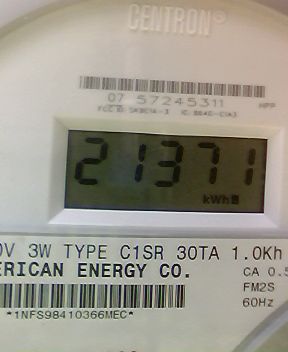 CENTRON®
07 57245311 HPP
21371
kWh
0V 3W TYPE C1SR 30TA 1.0Kh
ERICAN ENERGY CO. CA 0.5
FM2S
60Hz
*1NFS98410366MEC*